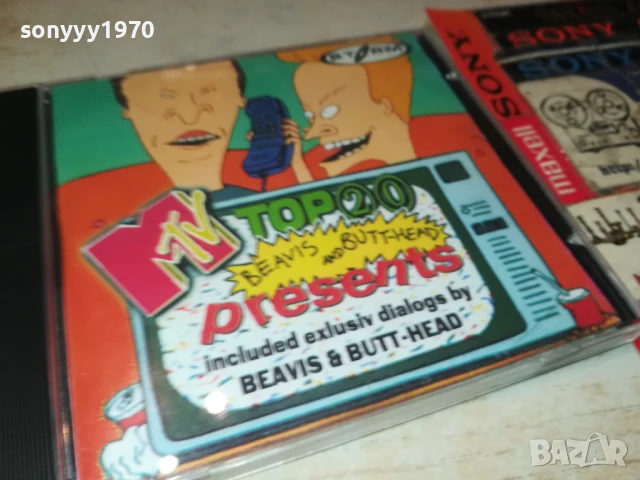 sonyyy1970
STORM
MTV
TOP 20
BEAVIS AND BUTT-HEAD
presents
included exlusiv dialogs by
BEAVIS & BUTT-HEAD
SONY
SONY
SONY
maxell
BAZAR